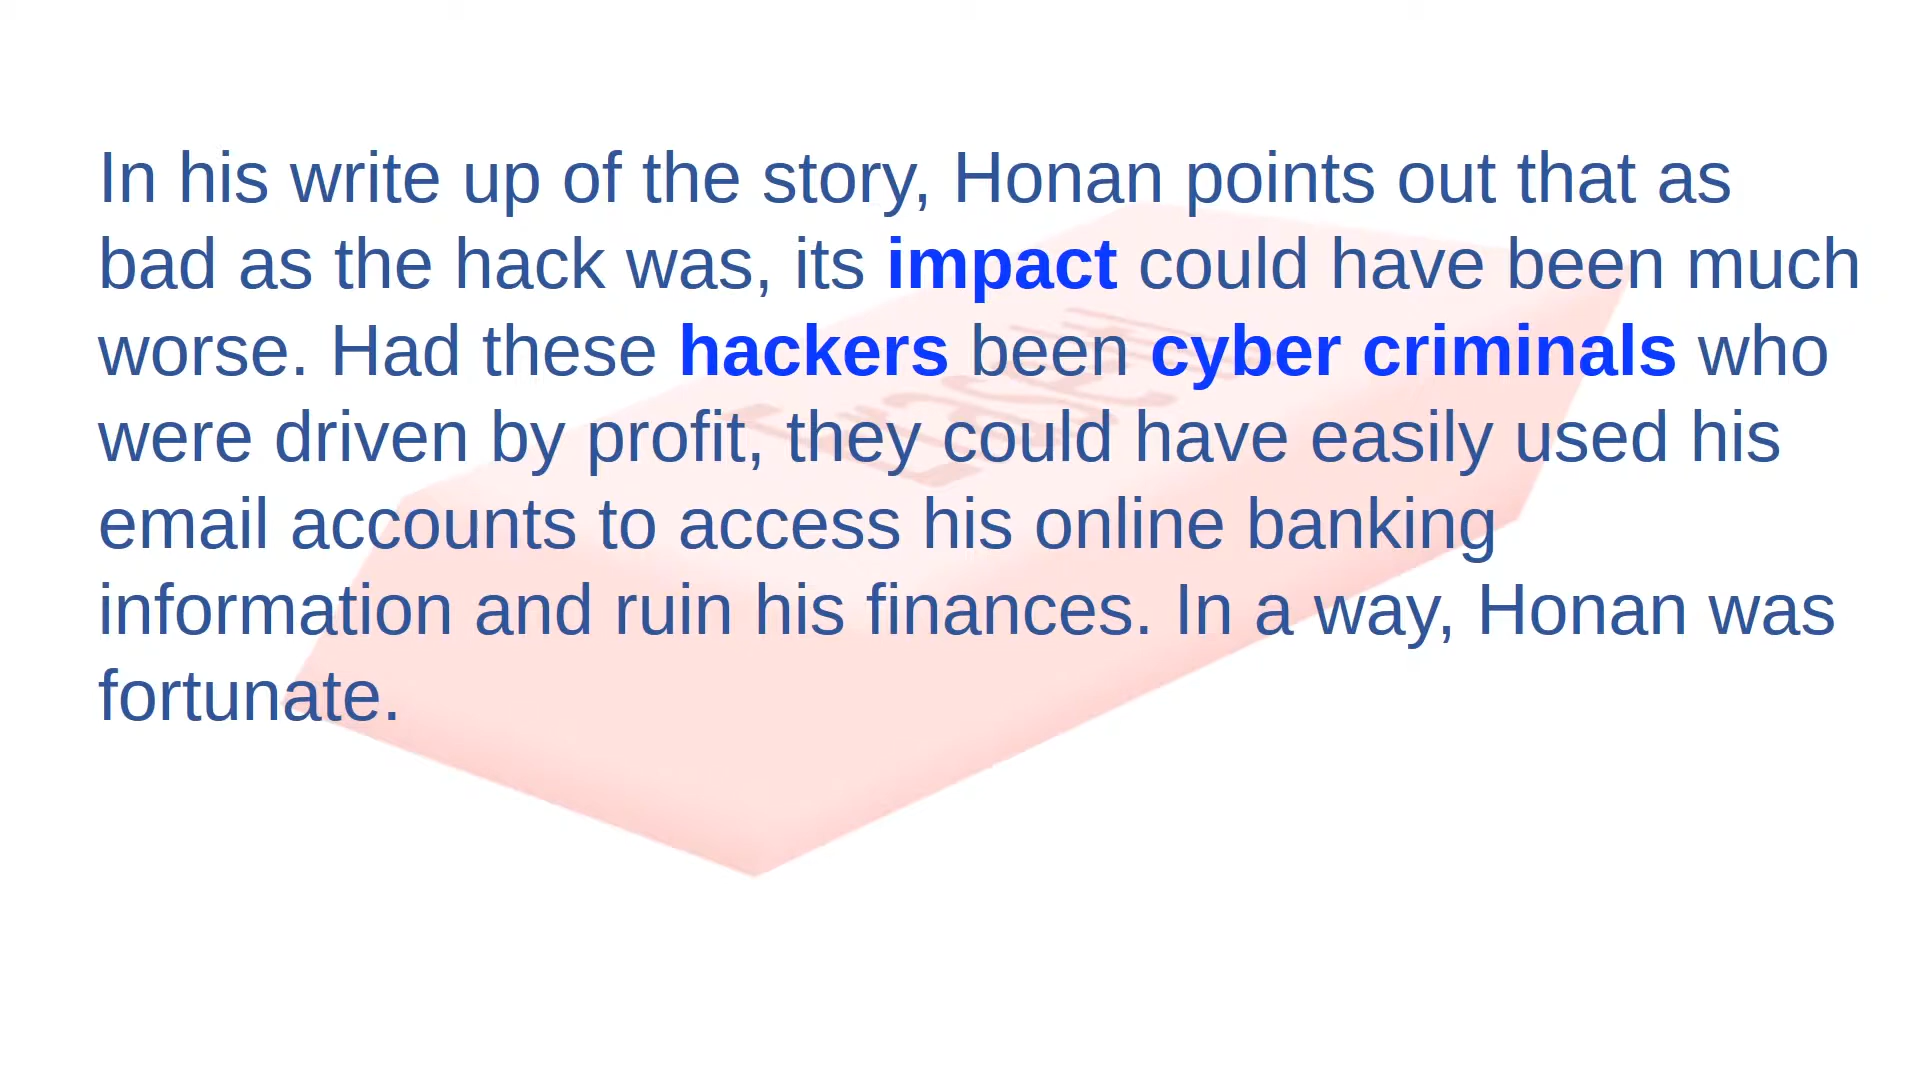 In his write up of the story, Honan points out that as
bad as the hack was, its impact could have been much
worse. Had these hackers been cyber criminals who
were driven by profit, they could have easily used his
email accounts to access his online banking
information and ruin his finances. In a way, Honan was
fortunate.